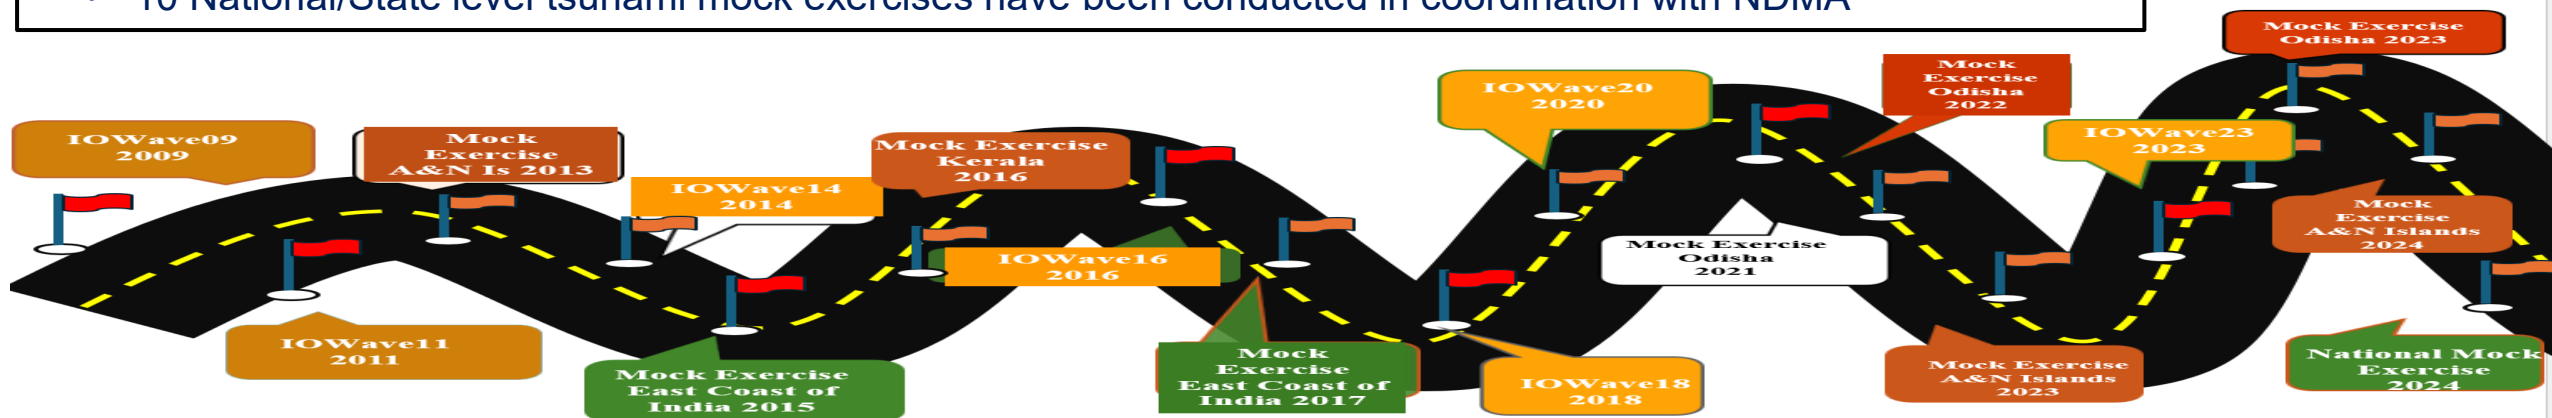 • 10 National/State level tsunami mock exercises have been conducted in coordination with NDMA
IOWave09
2009
IOWave11
2011
Mock
Exercise
A&N Is 2013
IOWave14
2014
Mock Exercise
East Coast of
India 2015
Mock Exercise
Kerala
2016
IOWave16
2016
Mock
Exercise
East Coast of
India 2017
IOWave18
2018
IOWave20
2020
Mock Exercise
Odisha
2021
Mock
Exercise
Odisha
2022
Mock Exercise
A&N Islands
2023
IOWave23
2023
Mock Exercise
Odisha 2023
Mock
Exercise
A&N Islands
2024
National Mock
Exercise
2024